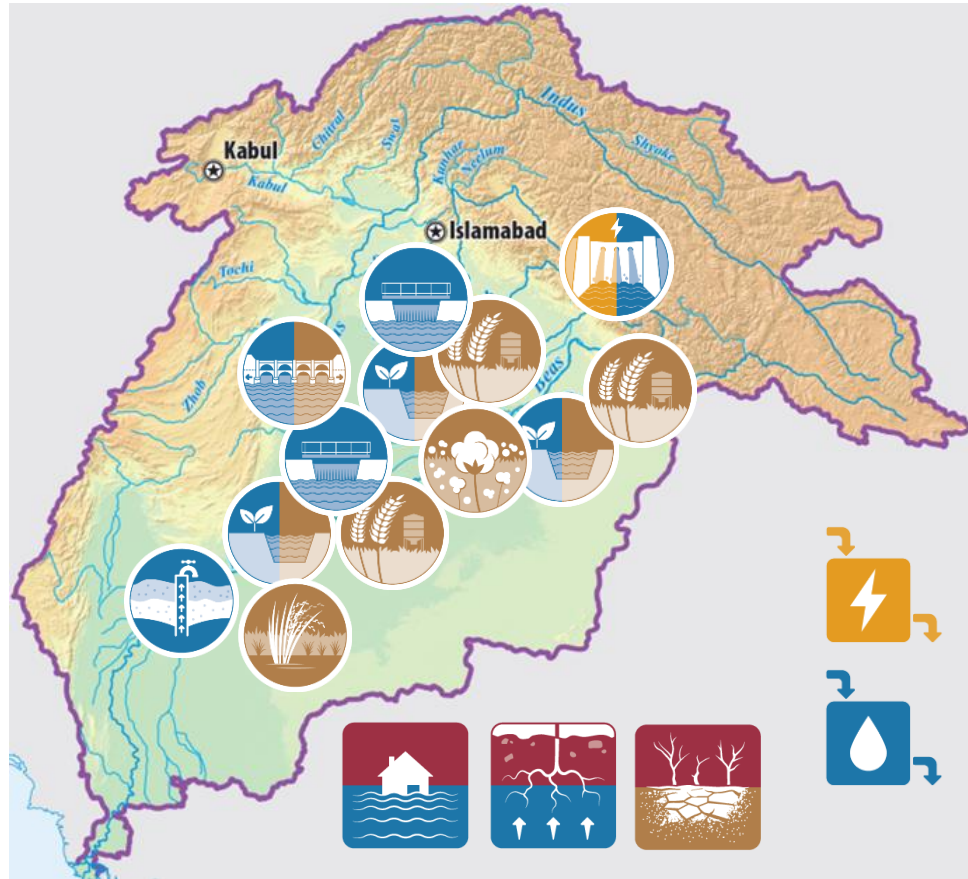 Indus
Shyoke
Chitral
Swat
Kunhar
Neelum
Kabul
Kabul
Islamabad
Tochi
Zhob
Beas